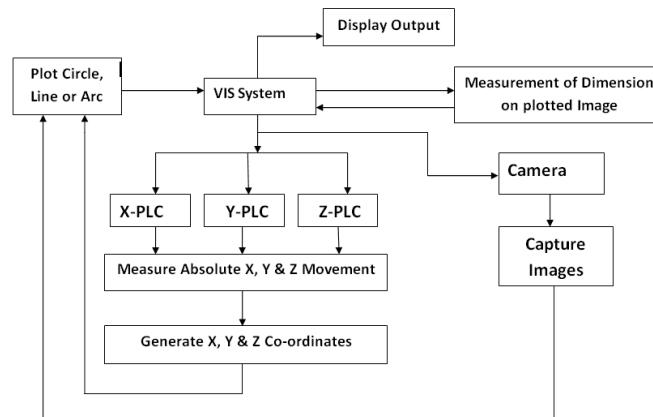 Display Output
Plot Circle,
Line or Arc
VIS System
Measurement of Dimension
on plotted Image
Camera
X-PLC
Y-PLC
Z-PLC
Capture
Images
Measure Absolute X, Y & Z Movement
Generate X, Y & Z Co-ordinates